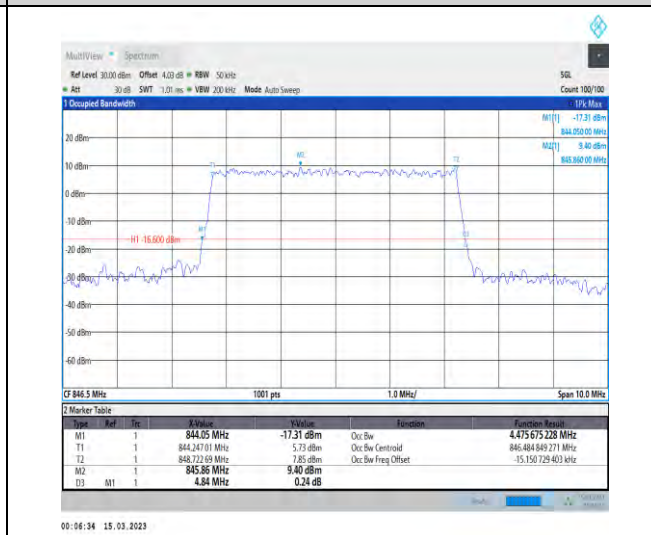 MultiView Spectrum
Ref Level 30.00 dBm Offset 4.03 dB RBW 50 kHz SGL
Att 30 dB SWT 1.01 ms VBW 200 kHz Mode Auto Sweep Count 100/100
1 Occupied Bandwidth 1Pk Max
M1[1] -17.31 dBm
844.050 00 MHz
M2[1] 9.40 dBm
845.860 00 MHz
20 dBm
10 dBm
0 dBm
-10 dBm
-20 dBm
-30 dBm
-40 dBm
-50 dBm
-60 dBm
T1
M2
T2
M1
D3
H1 -16.600 dBm
CF 846.5 MHz 1001 pts 1.0 MHz/ Span 10.0 MHz
2 Marker Table
Type Ref Trc X-Value Y-Value Function Function Result
M1 1 844.05 MHz -17.31 dBm Occ Bw 4.475 675 228 MHz
T1 1 844.247 01 MHz 5.73 dBm Occ Bw Centroid 846.484 849 271 MHz
T2 1 848.722 69 MHz 7.85 dBm Occ Bw Freq Offset -15.150 729 403 kHz
M2 1 845.86 MHz 9.40 dBm
D3 M1 1 4.84 MHz 0.24 dB
00:06:34 15.03.2023